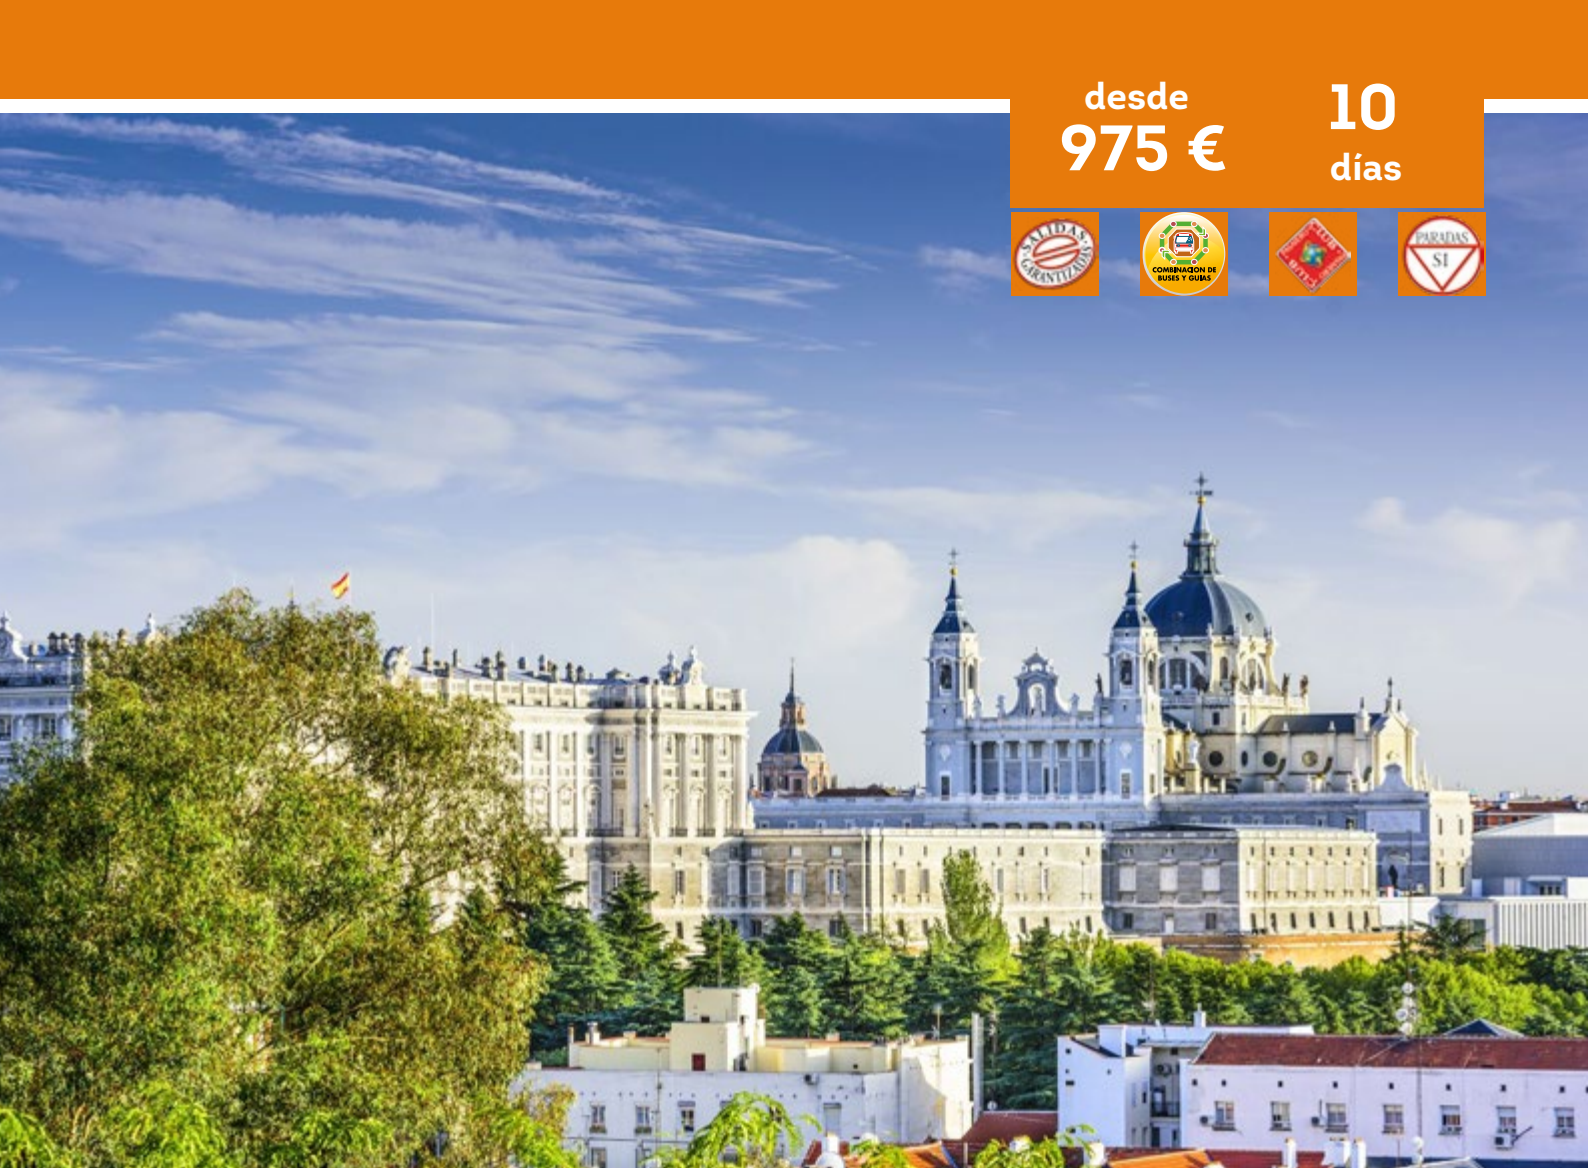 desde
975 €
10
días
SALIDAS
GARANTIZADAS
COMBINACION DE
BUSES Y GUIAS
PARADAS
SI